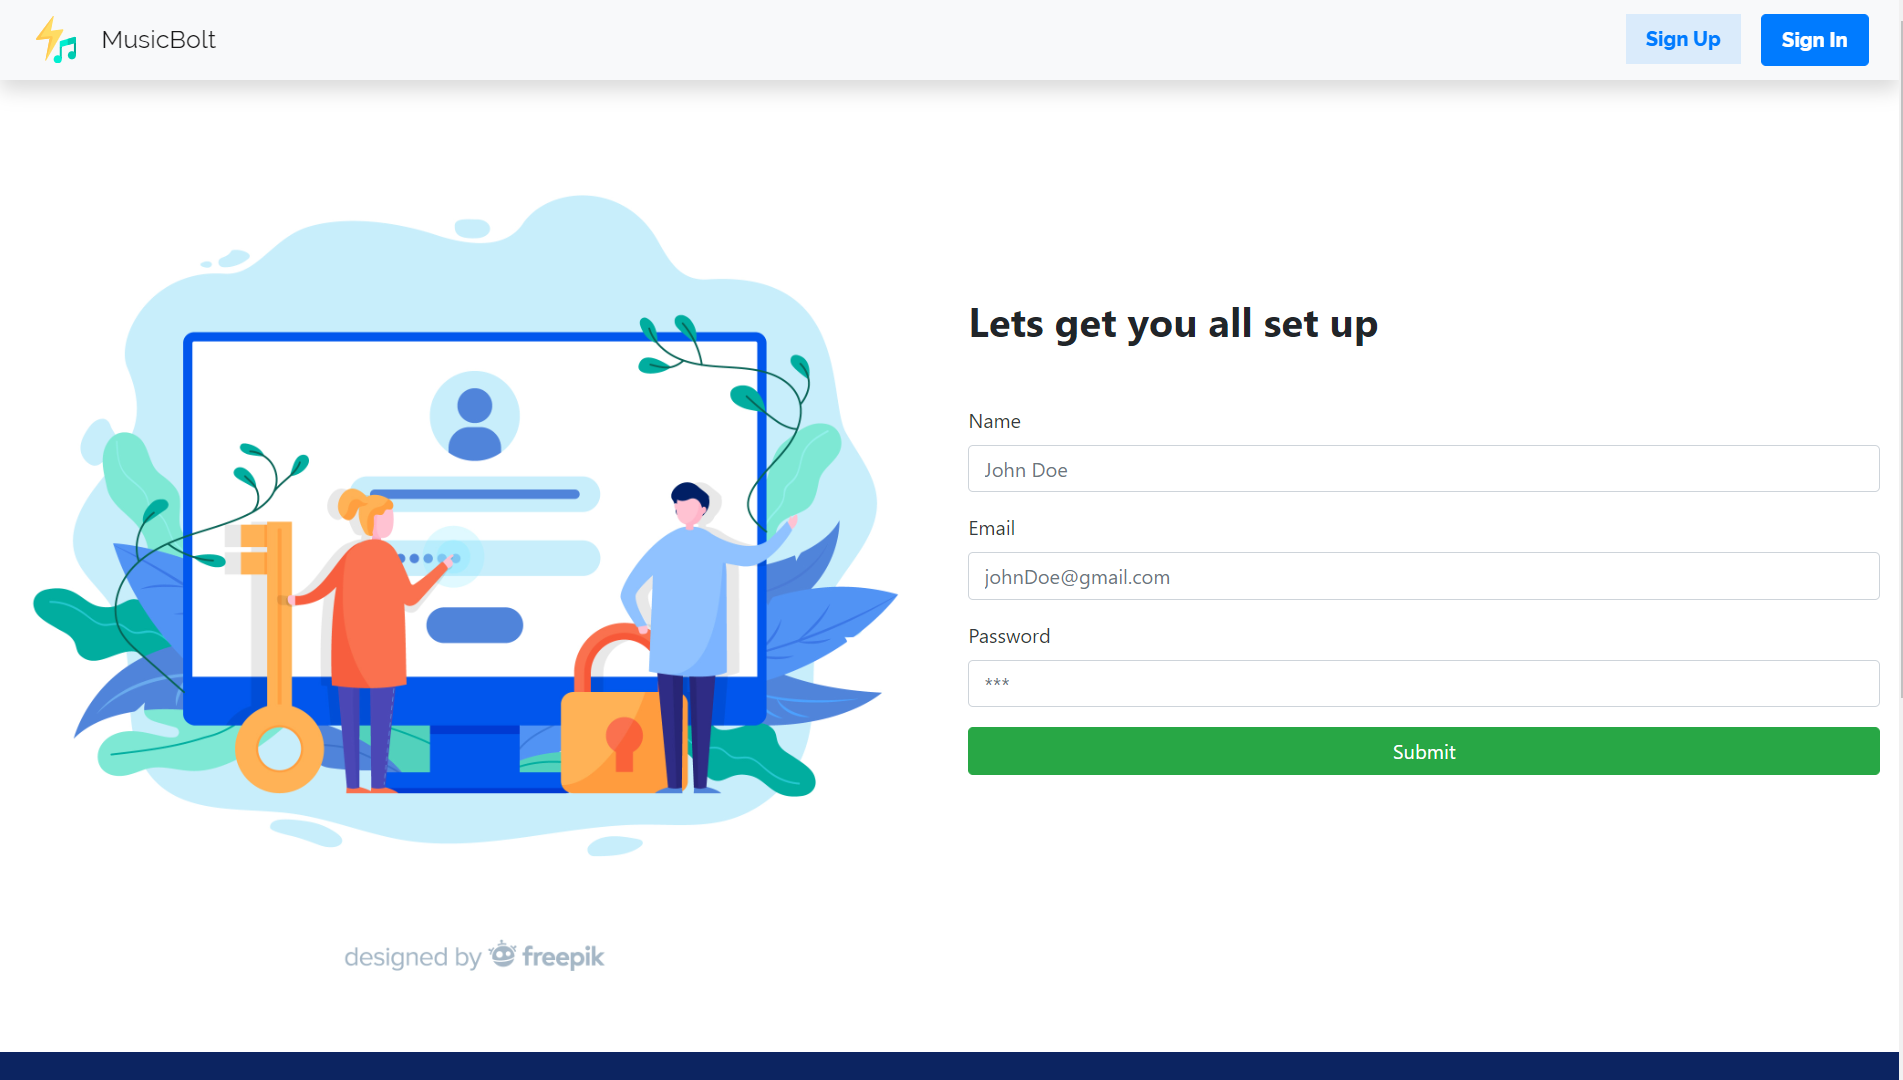 MusicBolt
Sign Up
Sign In
Lets get you all set up
Name
John Doe
Email
johnDoe@gmail.com
Password
***
Submit
designed by freepik